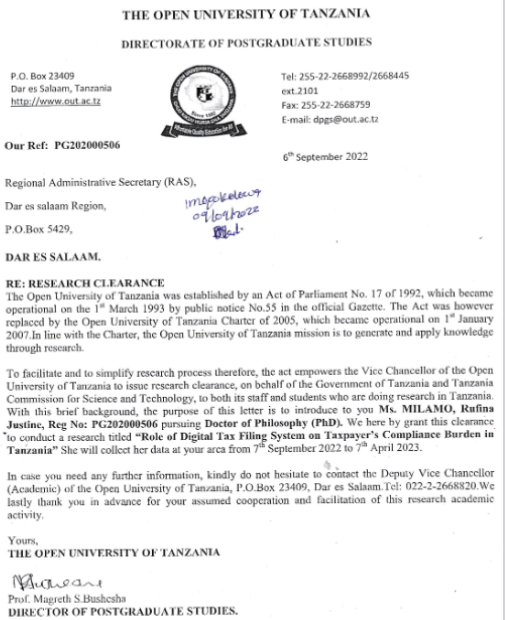 THE OPEN UNIVERSITY OF TANZANIA
DIRECTORATE OF POSTGRADUATE STUDIES
P.O. Box 23409
Dar es Salaam, Tanzania
http://www.out.ac.tz
Tel: 255-22-2668992/2668445
ext.2101
Fax: 255-22-2668759
E-mail: dpgs@out.ac.tz
Our Ref: PG202000506
6th September 2022
Regional Administrative Secretary (RAS),
Dar es salaam Region,
P.O.Box 5429,
imepokelewa
09/09/2022
DAR ES SALAAM.
RE: RESEARCH CLEARANCE
The Open University of Tanzania was established by an Act of Parliament No. 17 of 1992, which became
operational on the 1st March 1993 by public notice No.55 in the official Gazette. The Act was however
replaced by the Open University of Tanzania Charter of 2005, which became operational on 1st January
2007.In line with the Charter, the Open University of Tanzania mission is to generate and apply knowledge
through research.
To facilitate and to simplify research process therefore, the act empowers the Vice Chancellor of the Open
University of Tanzania to issue research clearance, on behalf of the Government of Tanzania and Tanzania
Commission for Science and Technology, to both its staff and students who are doing research in Tanzania.
With this brief background, the purpose of this letter is to introduce to you Ms. MILAMO, Rufina
Justine, Reg No: PG202000506 pursuing Doctor of Philosophy (PhD). We here by grant this clearance
to conduct a research titled “Role of Digital Tax Filing System on Taxpayer’s Compliance Burden in
Tanzania” She will collect her data at your area from 7th September 2022 to 7th April 2023.
In case you need any further information, kindly do not hesitate to contact the Deputy Vice Chancellor
(Academic) of the Open University of Tanzania, P.O.Box 23409, Dar es Salaam.Tel: 022-2-2668820.We
lastly thank you in advance for your assumed cooperation and facilitation of this research academic
activity.
Yours,
THE OPEN UNIVERSITY OF TANZANIA
Prof. Magreth S.Bushesha
DIRECTOR OF POSTGRADUATE STUDIES.